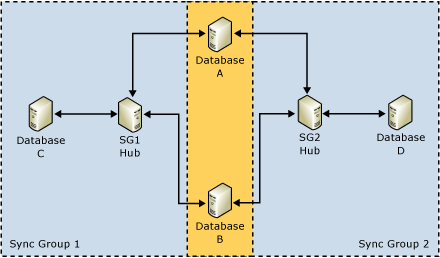 Database
A
Database
C
SG1
Hub
SG2
Hub
Database
D
Database
B
Sync Group 1
Sync Group 2